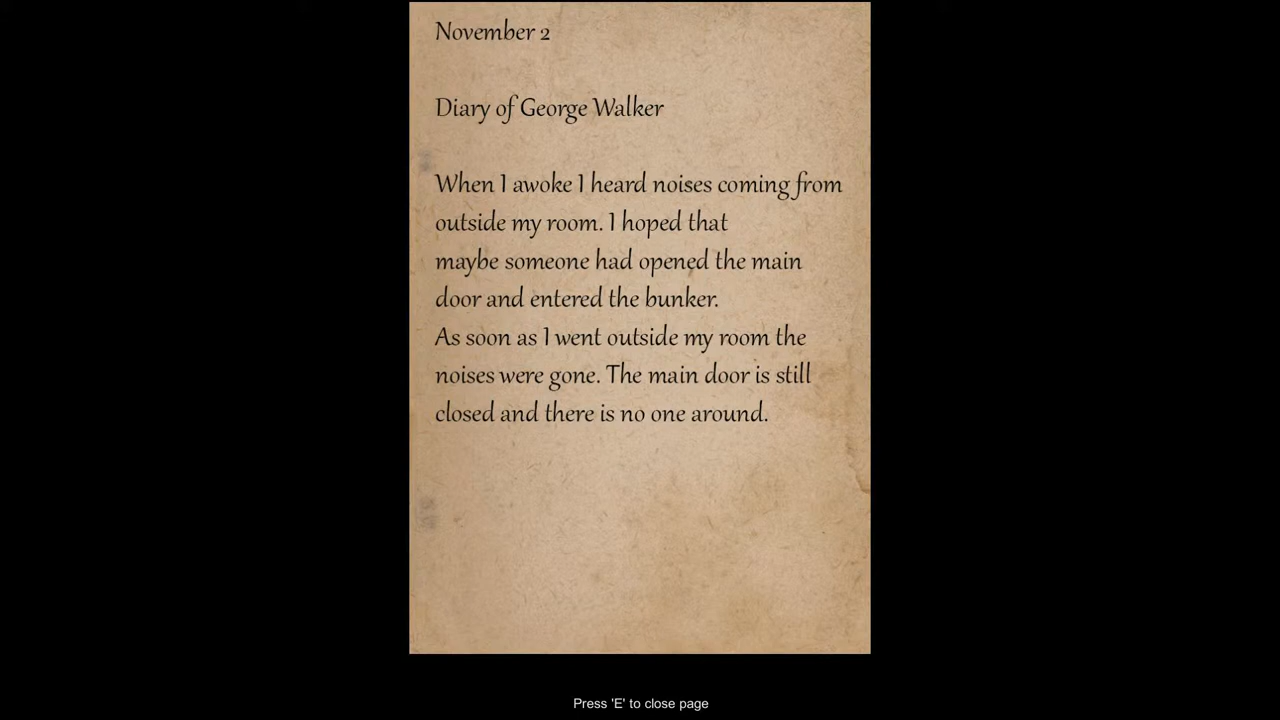 November 2
Diary of George Walker
When I awoke I heard noises coming from
outside my room. I hoped that
maybe someone had opened the main
door and entered the bunker.
As soon as I went outside my room the
noises were gone. The main door is still
closed and there is no one around.
Press 'E' to close page